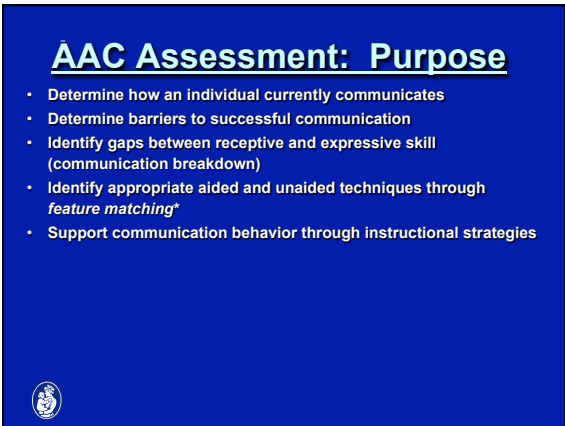 AAC Assessment:  Purpose
• Determine how an individual currently communicates
• Determine barriers to successful communication
• Identify gaps between receptive and expressive skill
(communication breakdown)
• Identify appropriate aided and unaided techniques through
feature matching*
• Support communication behavior through instructional strategies